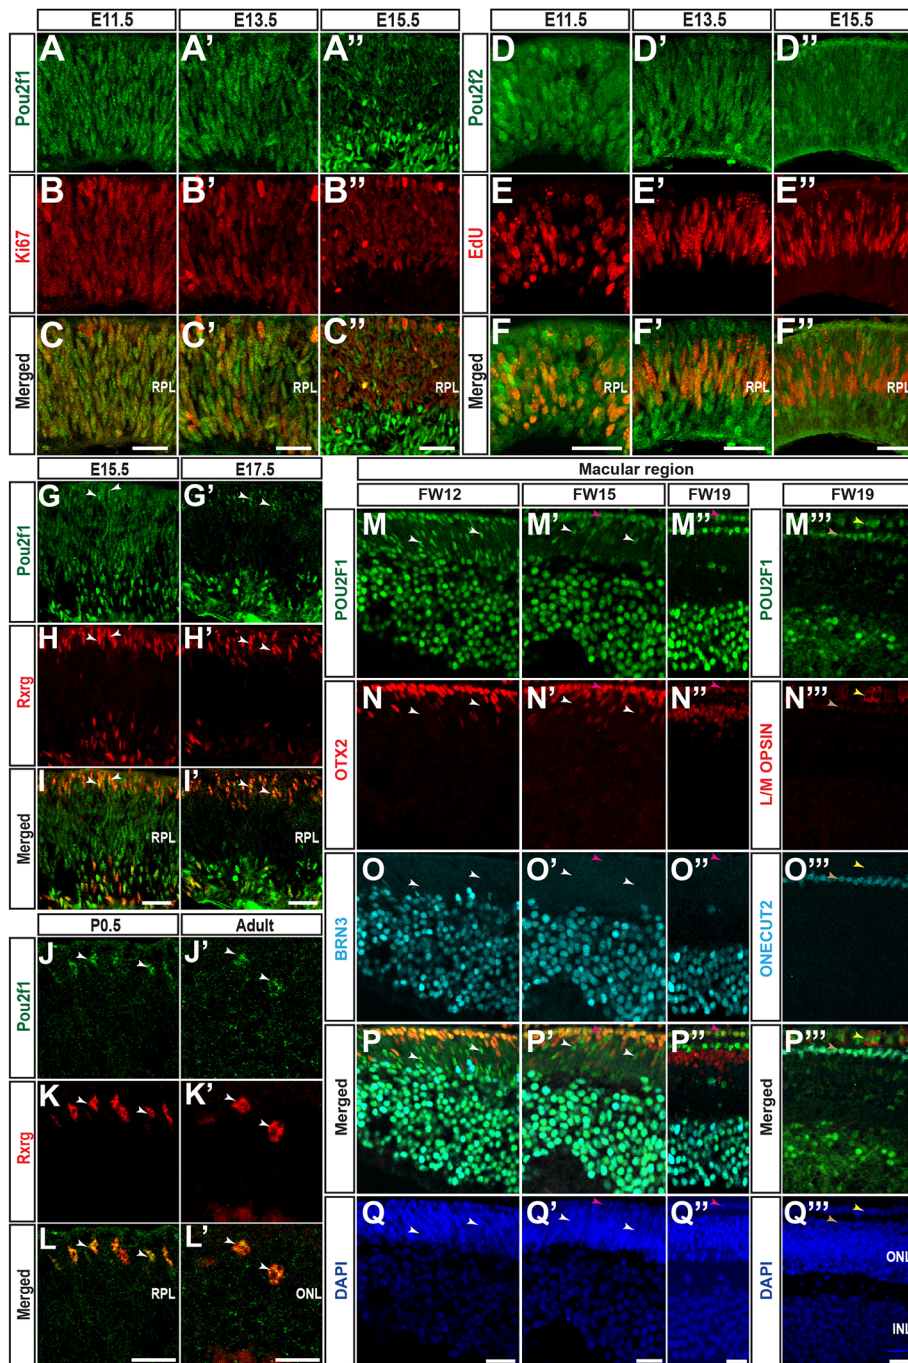 E11.5 E13.5 E15.5 E11.5 E13.5 E15.5
Pou2f1 A A' A'' Pou2f2 D D' D''
Ki67 B B' B'' EdU E E' E''
Merged C C' C'' Merged F F' F''
RPL RPL RPL RPL RPL RPL
E15.5 E17.5
Pou2f1 G G'
Rxrg H H'
Merged I I'
RPL RPL
P0.5 Adult
Pou2f1 J J'
Rxrg K K'
Merged L L'
RPL ONL
Macular region
FW12 FW15 FW19 FW19
POU2F1 M M' M'' POU2F1 M'''
OTX2 N N' N'' L/M OPSIN N'''
BRN3 O O' O'' ONECUT2 O'''
Merged P P' P'' Merged P'''
DAPI Q Q' Q'' DAPI Q'''
ONL
INL